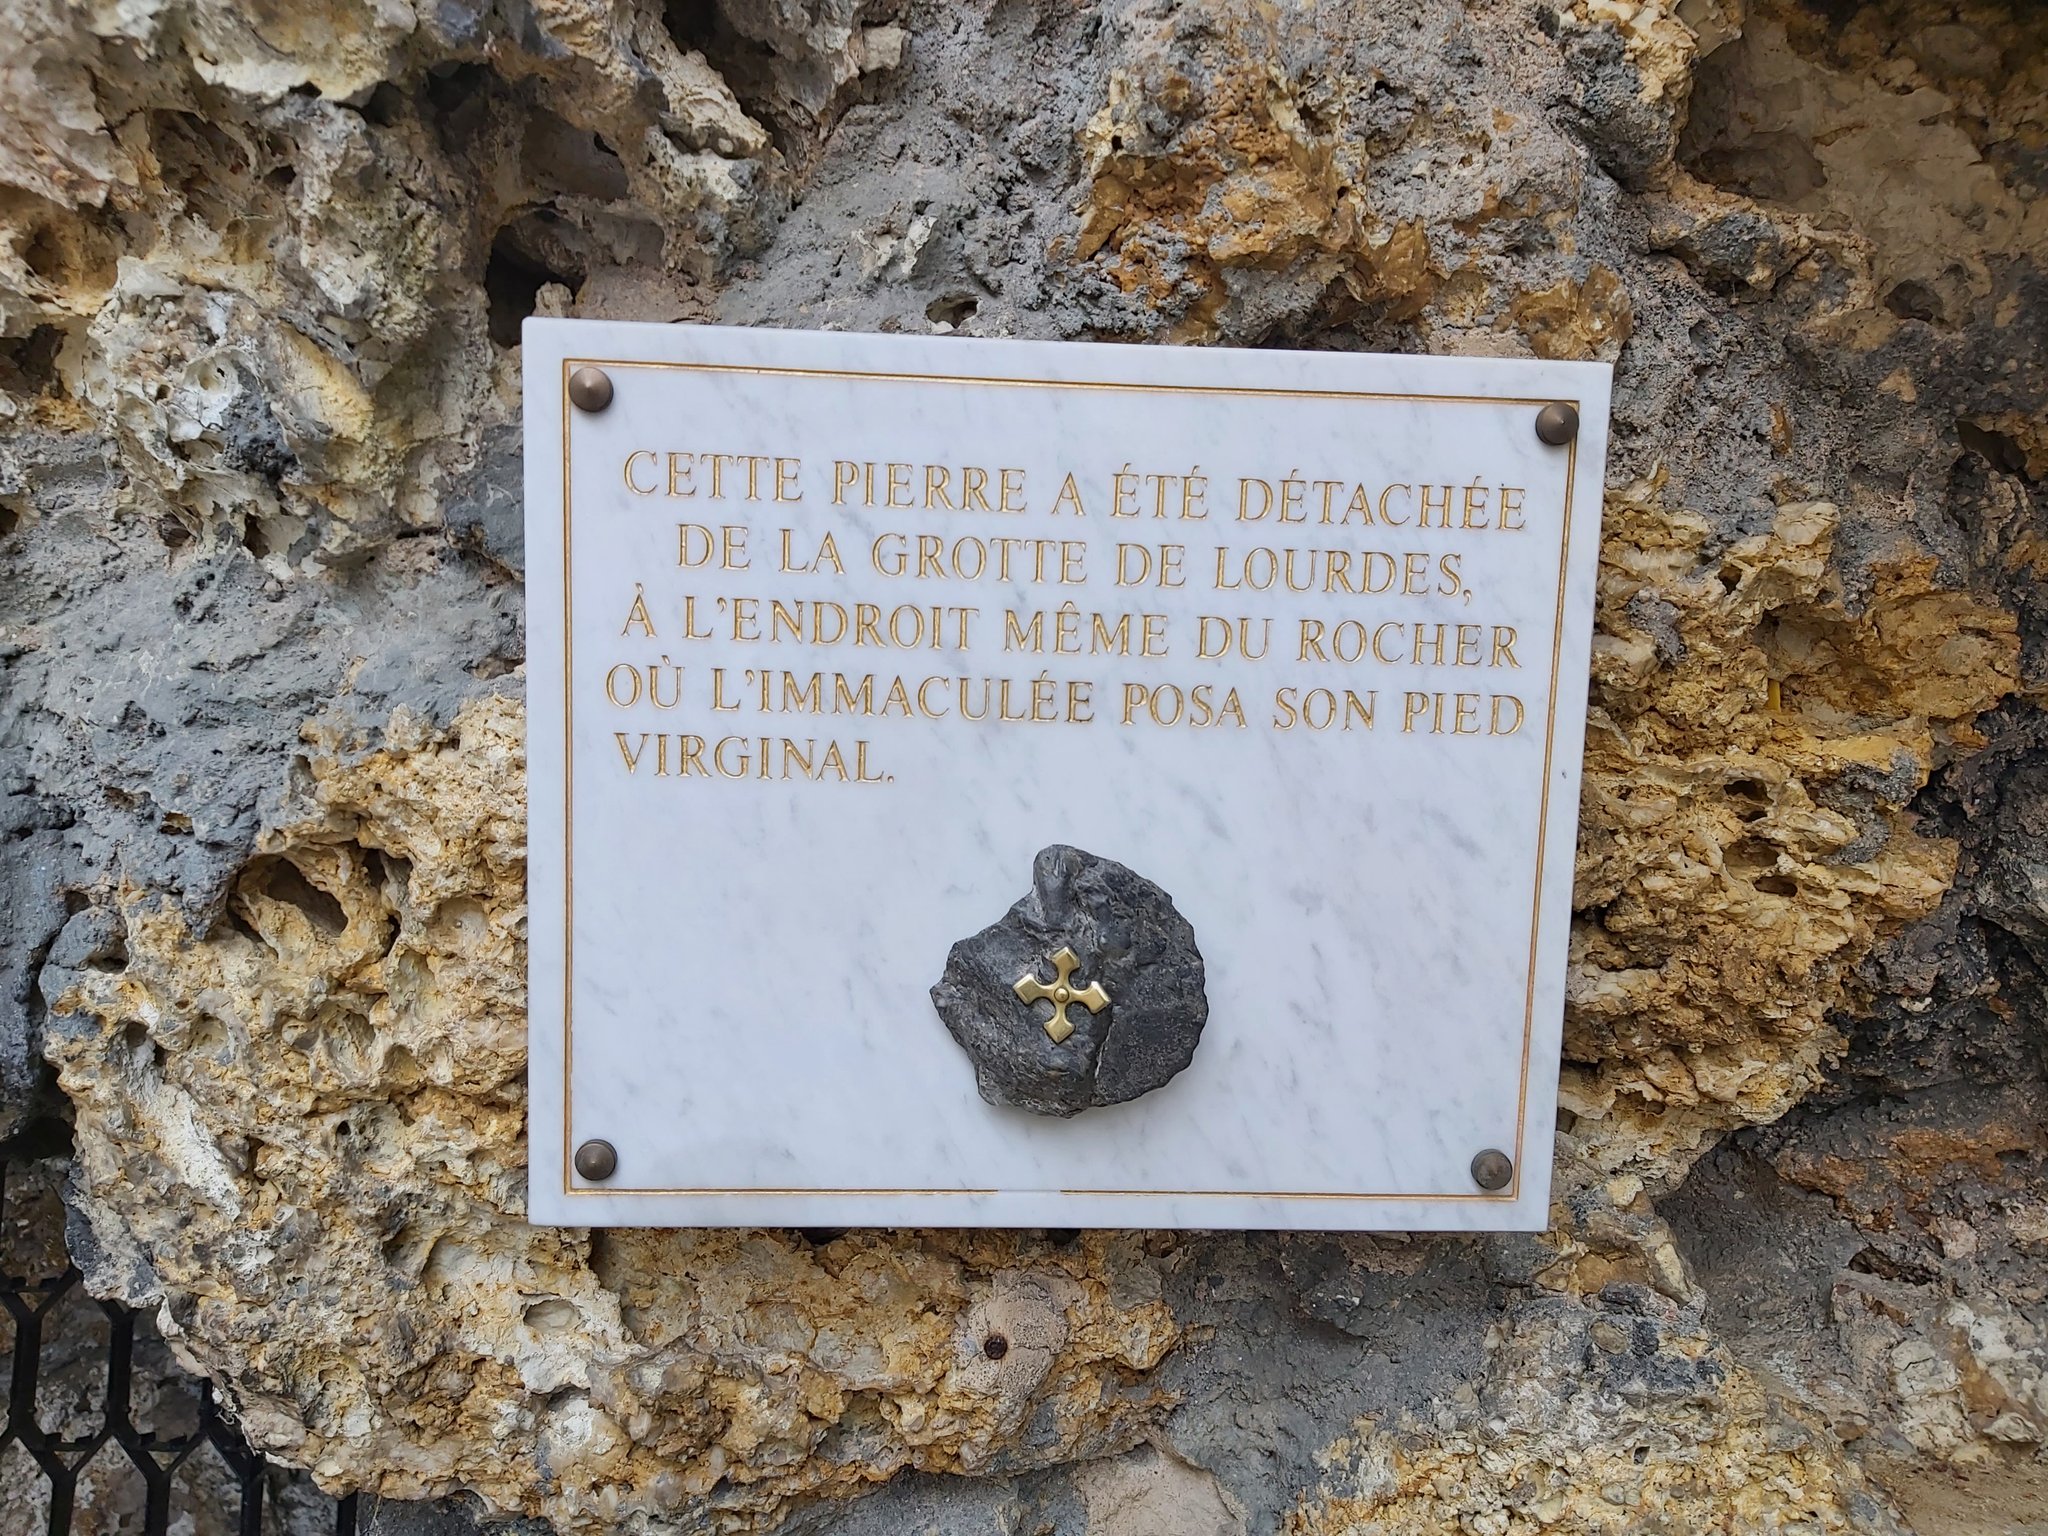 CETTE PIERRE A ÉTÉ DÉTACHÉE
DE LA GROTTE DE LOURDES,
À L'ENDROIT MÊME DU ROCHER
OÙ L'IMMACULÉE POSA SON PIED
VIRGINAL.